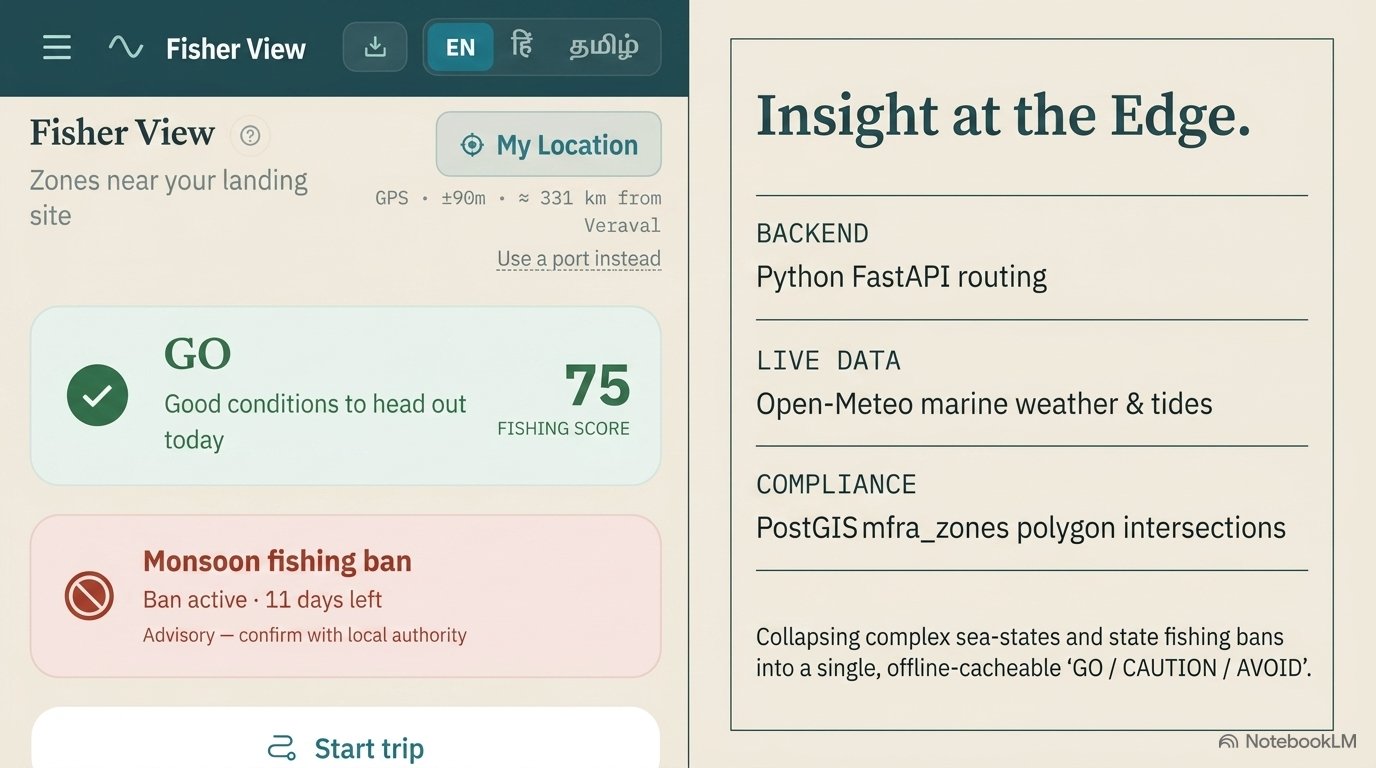 Fisher View
EN
हिं
தமிழ்
Fisher View
Zones near your landing
site
My Location
GPS • ±90m • ≈ 331 km from
Veraval
Use a port instead
GO
Good conditions to head out
today
75
FISHING SCORE
Monsoon fishing ban
Ban active · 11 days left
Advisory — confirm with local authority
Start trip
Insight at the Edge.
BACKEND
Python FastAPI routing
LIVE DATA
Open-Meteo marine weather & tides
COMPLIANCE
PostGIS mfra_zones polygon intersections
Collapsing complex sea-states and state fishing bans
into a single, offline-cacheable ‘GO / CAUTION / AVOID’.
NotebookLM